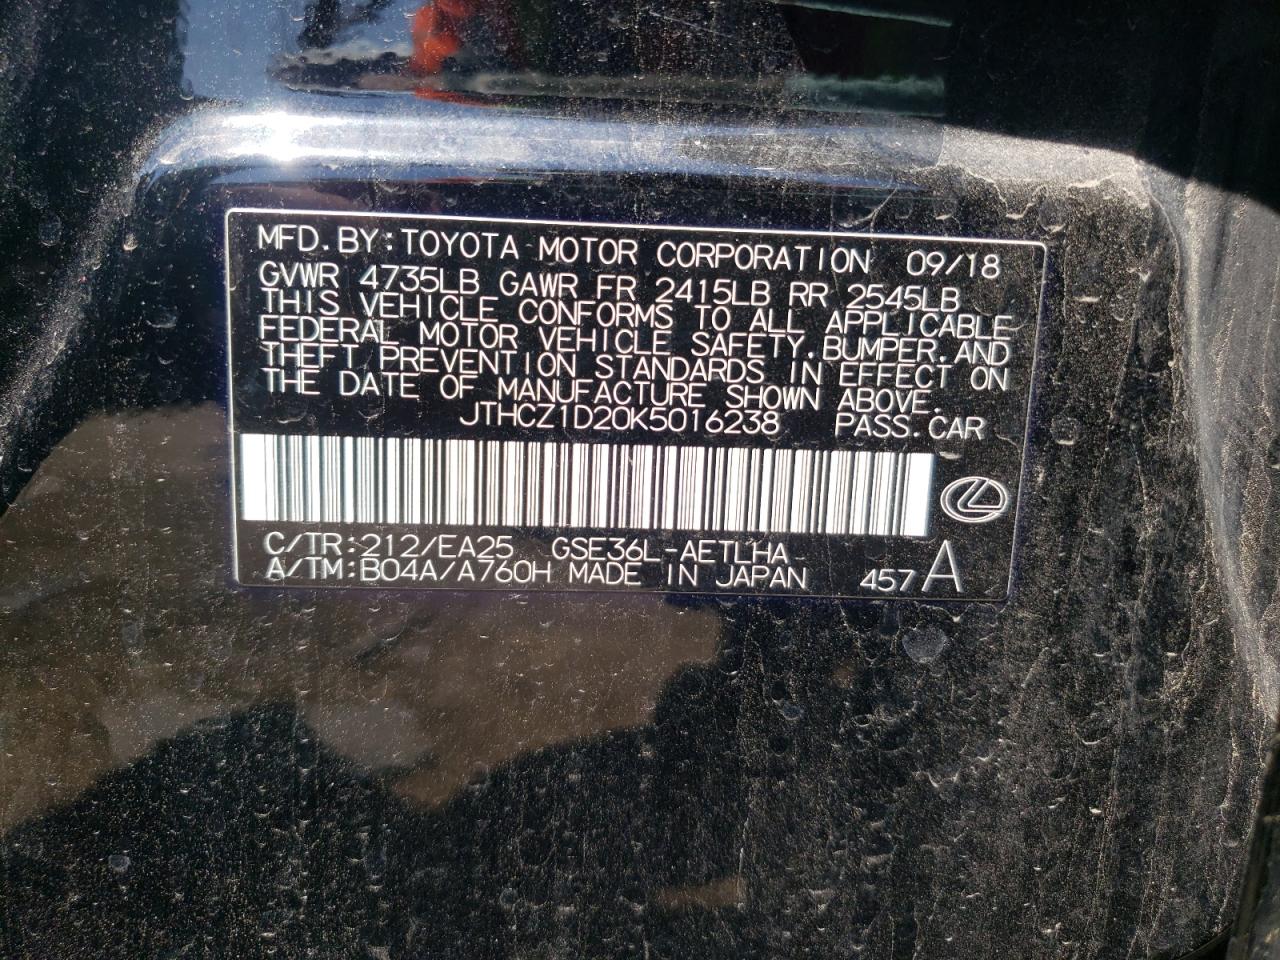 MFD.BY:TOYOTA MOTOR CORPORATION 09/18
GVWR 4735LB GAWR FR 2415LB RR 2545LB
THIS VEHICLE CONFORMS TO ALL APPLICABLE
FEDERAL MOTOR VEHICLE SAFETY.BUMPER.AND
THEFT PREVENTION STANDARDS IN EFFECT ON
THE DATE OF MANUFACTURE SHOWN ABOVE.
JTHCZ1D20K5016238 PASS.CAR
C/TR:212/EA25 GSE36L-AETLHA
A/TM:B04A/A760H MADE IN JAPAN 457 A